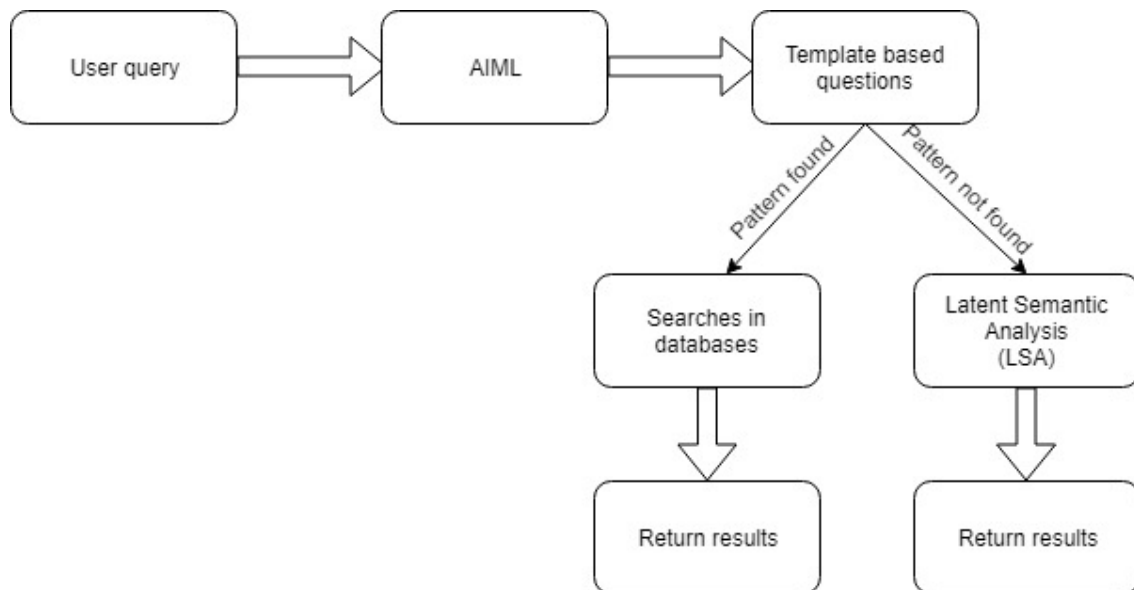 User query
AIML
Template based
questions
Pattern found
Pattern not found
Searches in
databases
Latent Semantic
Analysis
(LSA)
Return results
Return results